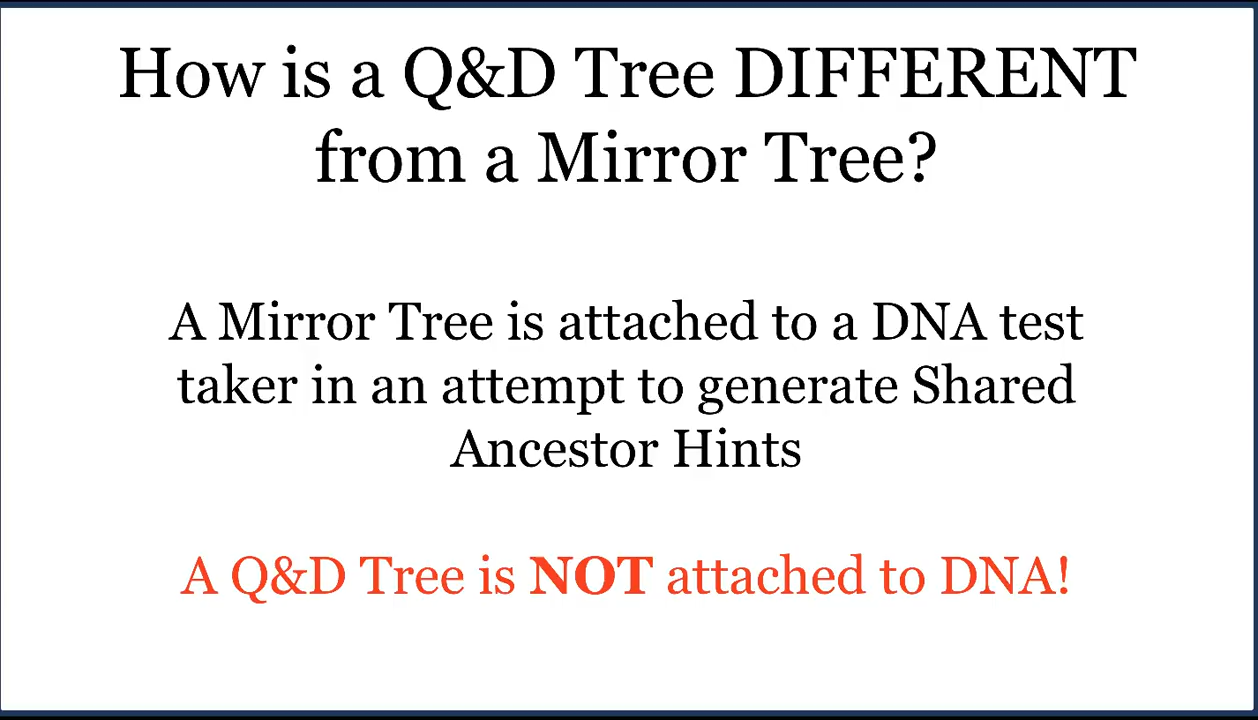 How is a Q&D Tree DIFFERENT
from a Mirror Tree?
A Mirror Tree is attached to a DNA test
taker in an attempt to generate Shared
Ancestor Hints
A Q&D Tree is NOT attached to DNA!